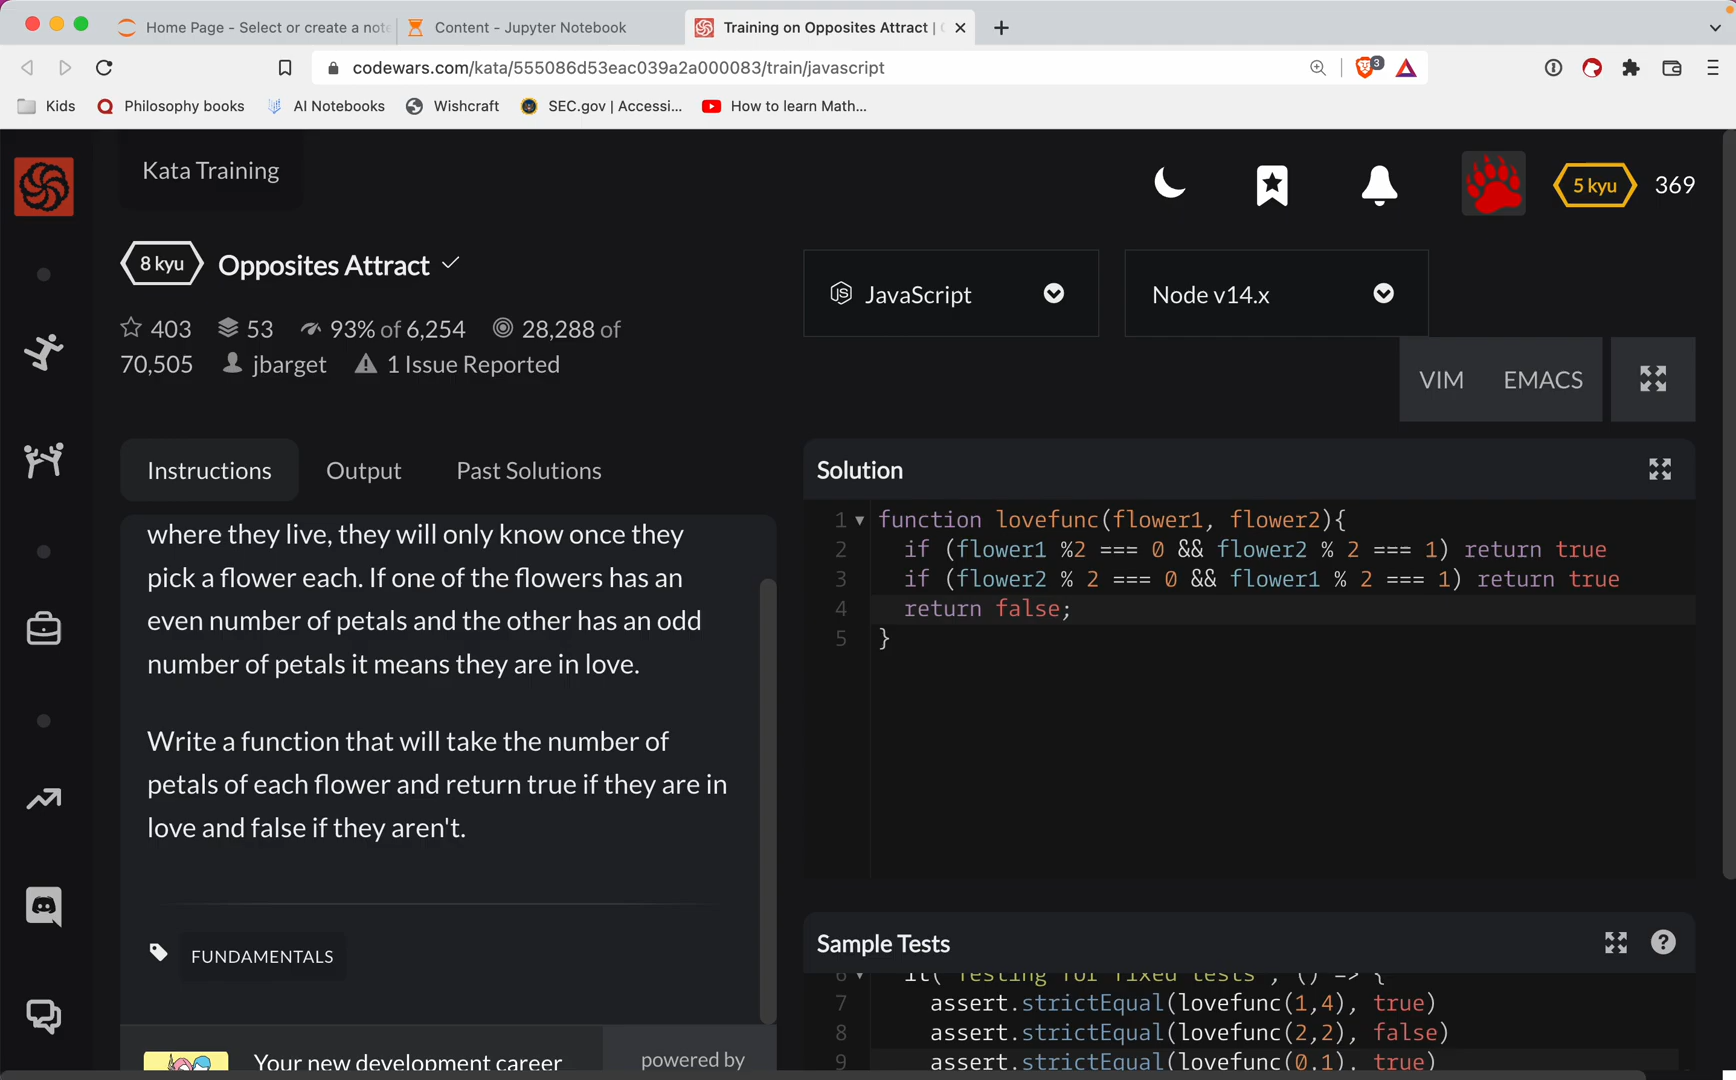 Home Page - Select or create a note
Content - Jupyter Notebook
Training on Opposites Attract |
codewars.com/kata/555086d53eac039a2a000083/train/javascript
3
Kids
Philosophy books
AI Notebooks
Wishcraft
SEC.gov | Accessi...
How to learn Math...
Kata Training
5 kyu
369
8 kyu
Opposites Attract
JavaScript
Node v14.x
403 53 93% of 6,254 28,288 of
70,505 jbarget 1 Issue Reported
VIM
EMACS
Instructions
Output
Past Solutions
where they live, they will only know once they
pick a flower each. If one of the flowers has an
even number of petals and the other has an odd
number of petals it means they are in love.
Write a function that will take the number of
petals of each flower and return true if they are in
love and false if they aren't.
FUNDAMENTALS
Your new development career
powered by
Solution
1 function lovefunc(flower1, flower2){
2 if (flower1 %2 === 0 && flower2 % 2 === 1) return true
3 if (flower2 % 2 === 0 && flower1 % 2 === 1) return true
4 return false;
5 }
Sample Tests
6 it("Testing for fixed tests", () => {
7 assert.strictEqual(lovefunc(1,4), true)
8 assert.strictEqual(lovefunc(2,2), false)
9 assert.strictEqual(lovefunc(0,1), true)